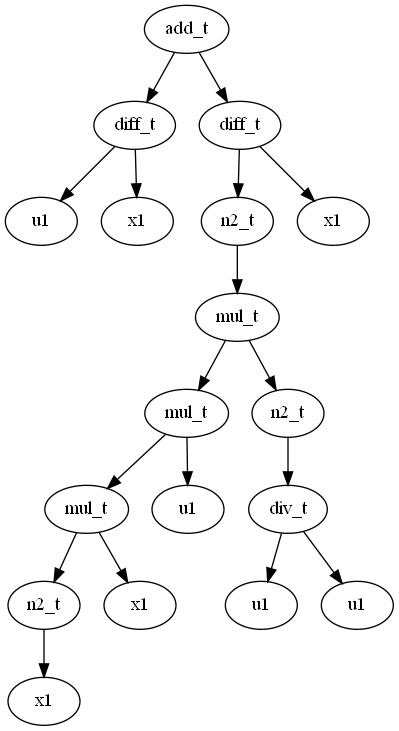 add_t
diff_t diff_t
u1 x1 n2_t x1
mul_t
mul_t n2_t
mul_t u1 div_t
n2_t x1 u1 u1
x1